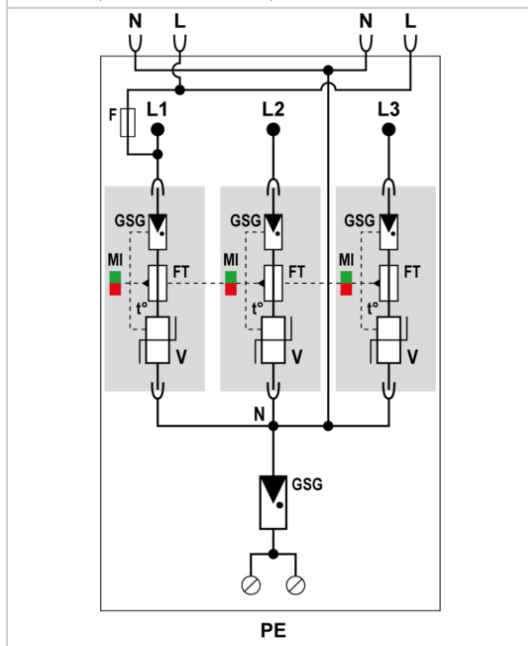 N L N L
F L1 L2 L3
GSG GSG GSG
MI FT MI FT MI FT
t° t° t°
V V V
N
GSG
PE